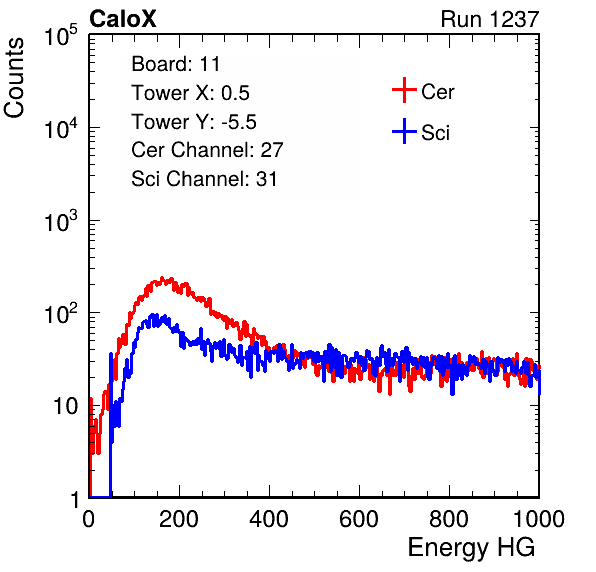 CaloX Run 1237
Counts
10^5
10^4
10^3
10^2
10
1
Board: 11
Tower X: 0.5
Tower Y: -5.5
Cer Channel: 27
Sci Channel: 31
Cer
Sci
0 200 400 600 800 1000
Energy HG